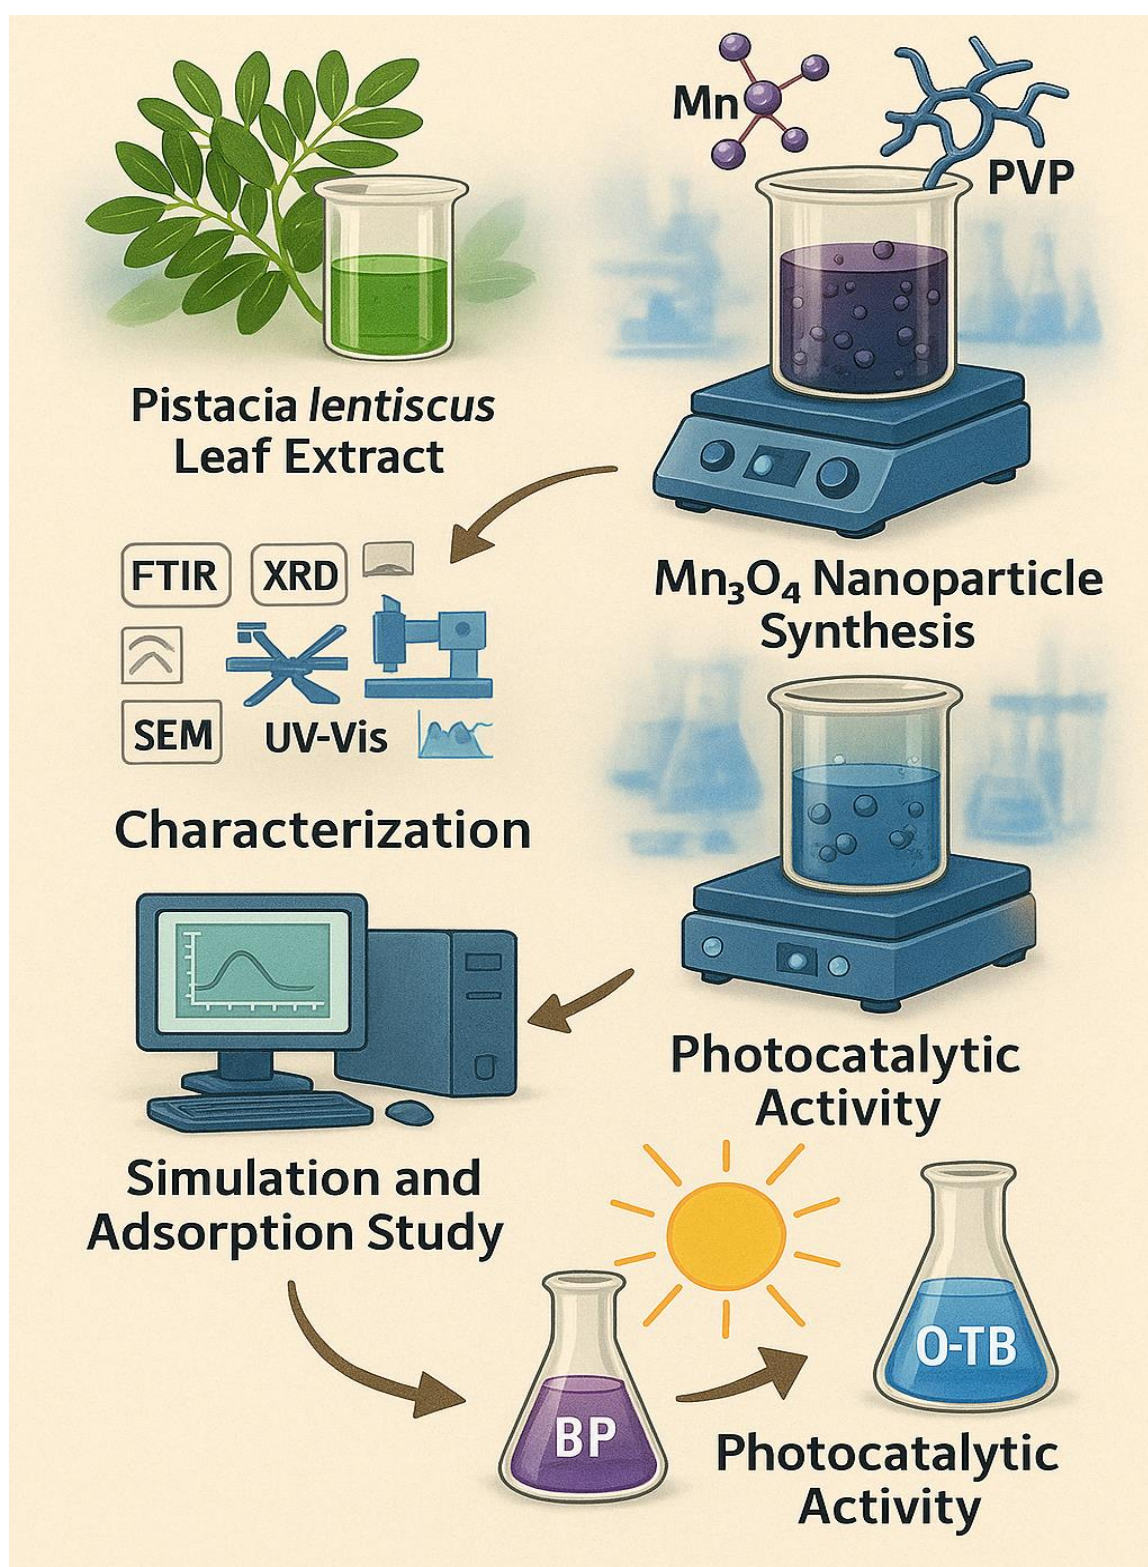 Mn
PVP
Pistacia lentiscus
Leaf Extract
Mn₃O₄ Nanoparticle
Synthesis
FTIR
XRD
SEM
UV-Vis
Characterization
Photocatalytic
Activity
Simulation and
Adsorption Study
BP
O-TB
Photocatalytic
Activity